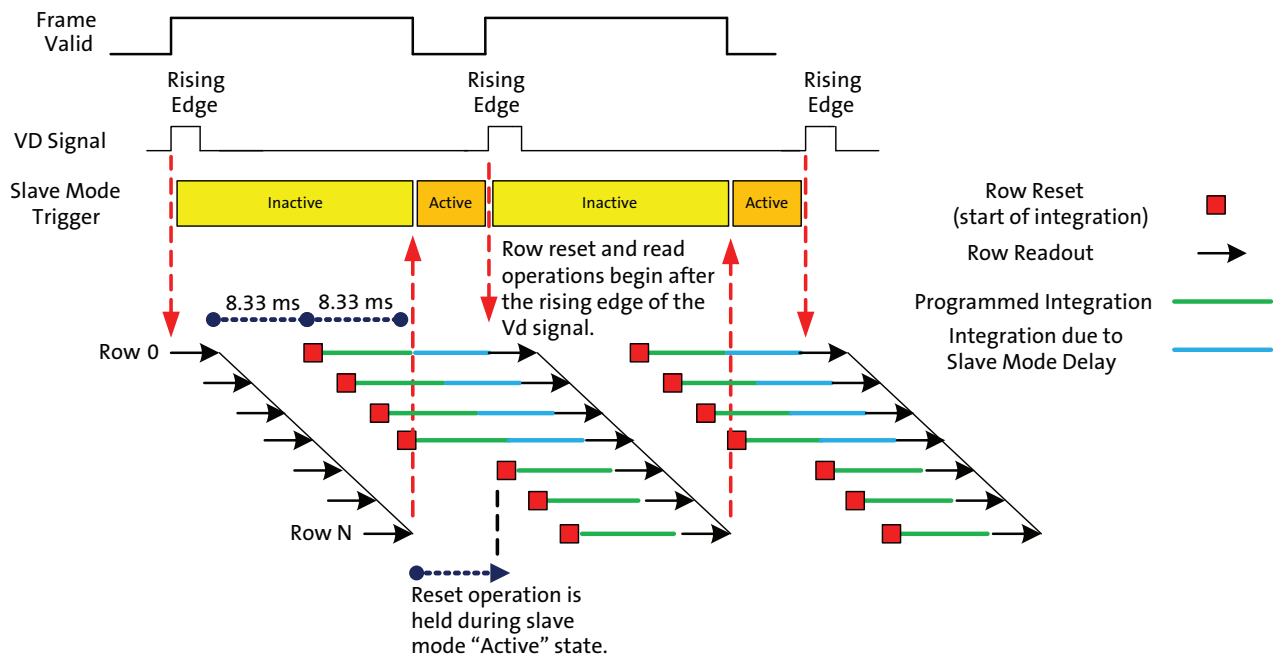 Frame
Valid
Rising
Edge
Rising
Edge
Rising
Edge
VD Signal
Slave Mode
Trigger
Inactive
Active
Inactive
Active
Row Reset
(start of integration)
Row Readout
Programmed Integration
Integration due to
Slave Mode Delay
Row reset and read
operations begin after
the rising edge of the
Vd signal.
8.33 ms
8.33 ms
Row 0
Row N
Reset operation is
held during slave
mode “Active” state.